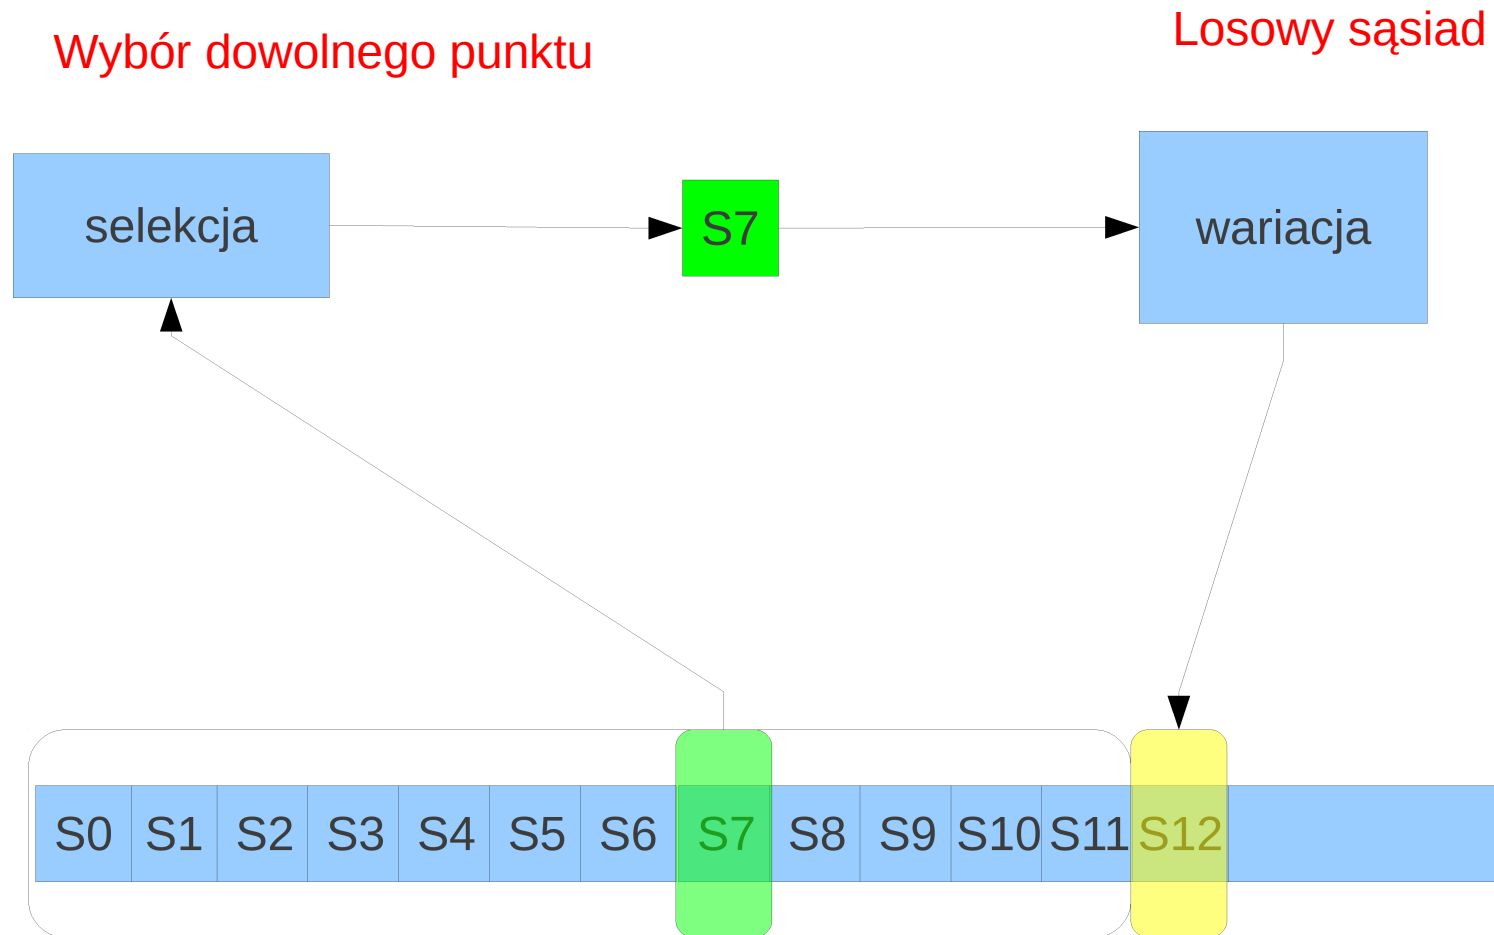 Wybór dowolnego punktu
Losowy sąsiad
selekcja
S7
wariacja
S0 S1 S2 S3 S4 S5 S6 S7 S8 S9 S10 S11 S12